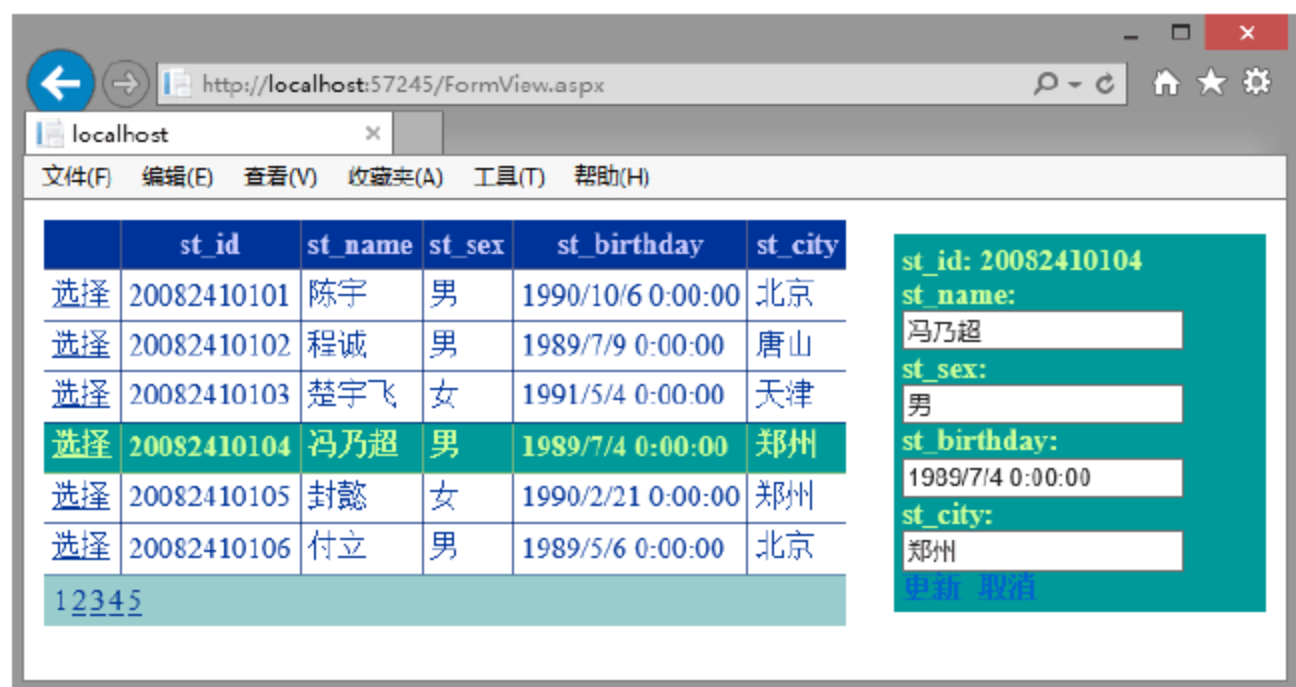 http://localhost:57245/FormView.aspx
localhost
文件(F) 编辑(E) 查看(V) 收藏夹(A) 工具(T) 帮助(H)
st_id st_name st_sex st_birthday st_city
选择 20082410101 陈宇 男 1990/10/6 0:00:00 北京
选择 20082410102 程诚 男 1989/7/9 0:00:00 唐山
选择 20082410103 楚宇飞 女 1991/5/4 0:00:00 天津
选择 20082410104 冯乃超 男 1989/7/4 0:00:00 郑州
选择 20082410105 封懿 女 1990/2/21 0:00:00 郑州
选择 20082410106 付立 男 1989/5/6 0:00:00 北京
1 2 3 4 5
st_id: 20082410104
st_name:
冯乃超
st_sex:
男
st_birthday:
1989/7/4 0:00:00
st_city:
郑州
更新 取消